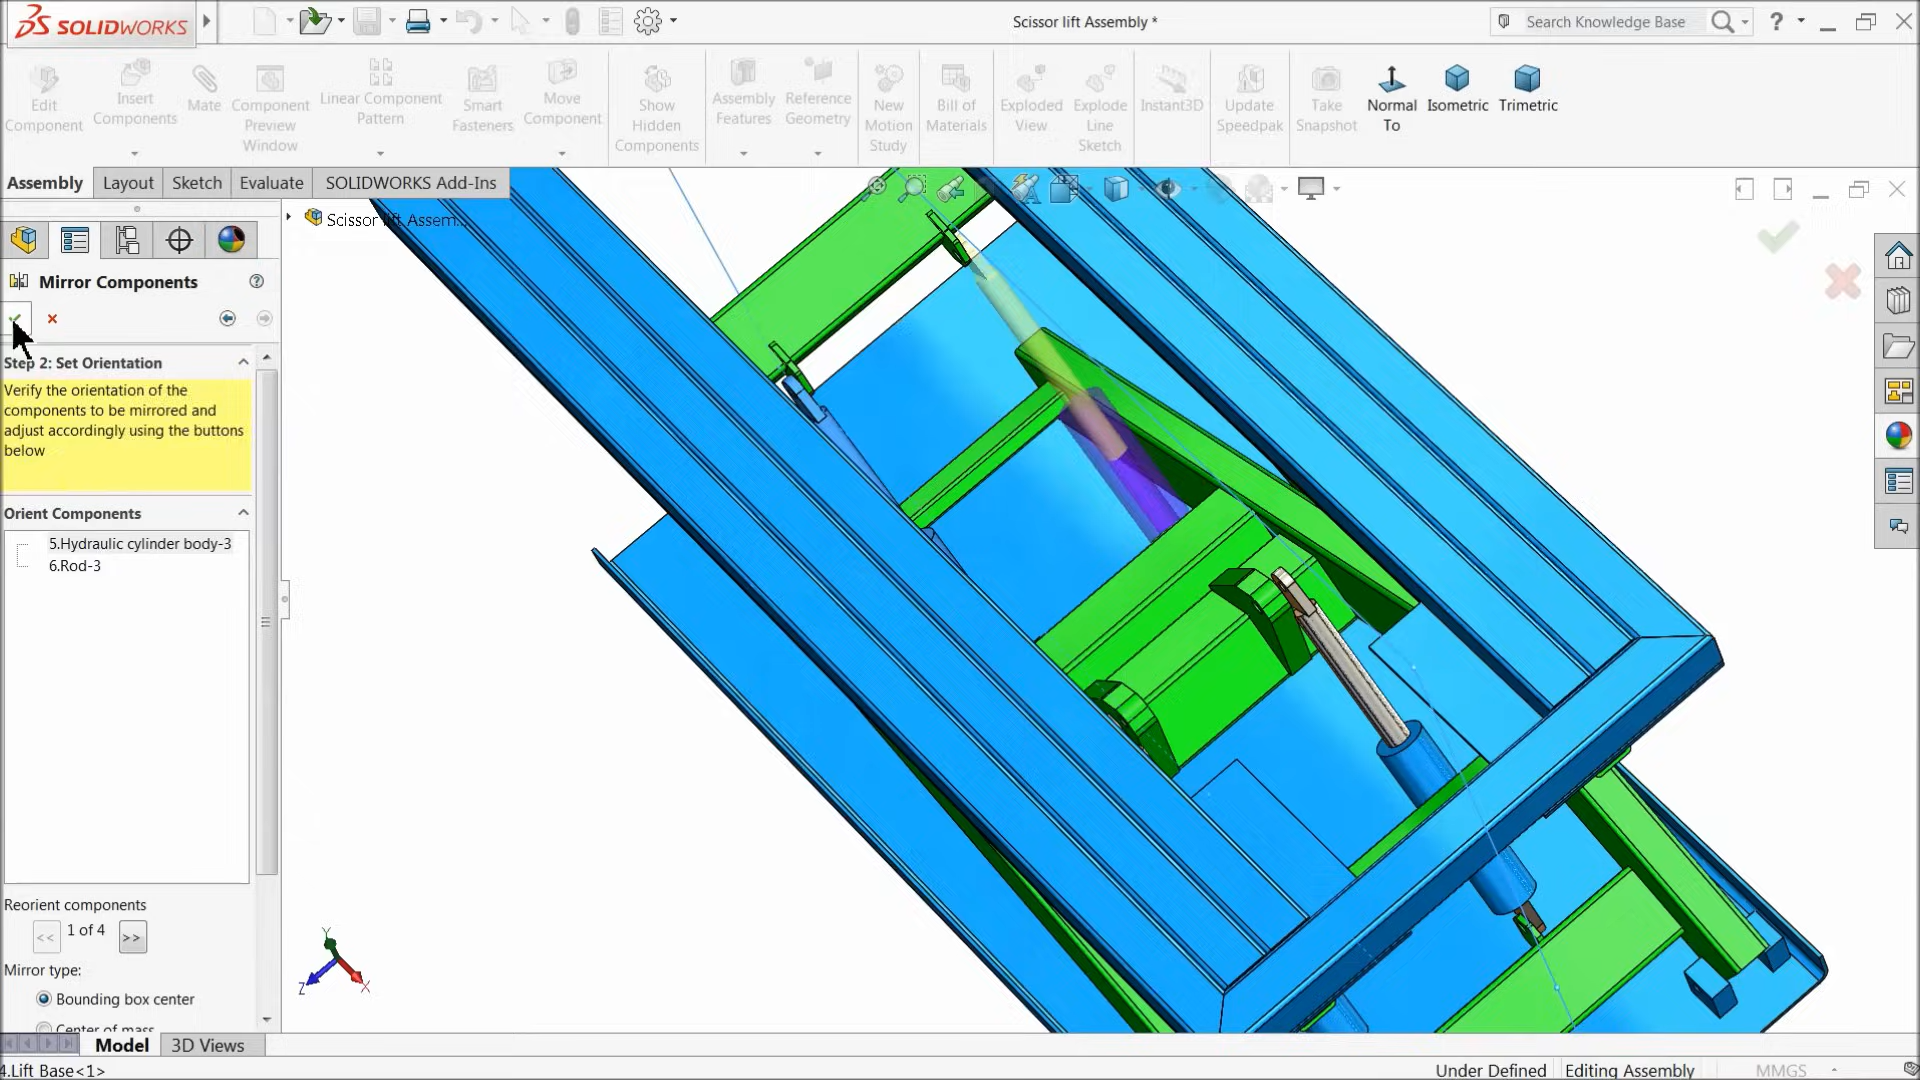 SOLIDWORKS
Scissor lift Assembly *
Search Knowledge Base
?
Edit Component
Insert Components
Mate
Component Preview Window
Linear Component Pattern
Smart Fasteners
Move Component
Show Hidden Components
Assembly Features
Reference Geometry
New Motion Study
Bill of Materials
Exploded View
Explode Line Sketch
Instant3D
Update Speedpak
Take Snapshot
Normal To
Isometric
Trimetric
Assembly
Layout
Sketch
Evaluate
SOLIDWORKS Add-Ins
Scissor lift Assem...
Mirror Components
Step 2: Set Orientation
Verify the orientation of the
components to be mirrored and
adjust accordingly using the buttons
below
Orient Components
5.Hydraulic cylinder body-3
6.Rod-3
Reorient components
<< 1 of 4 >>
Mirror type:
Bounding box center
Center of mass
Y
Z
X
Model
3D Views
4.Lift Base<1>
Under Defined
Editing Assembly
MMGS